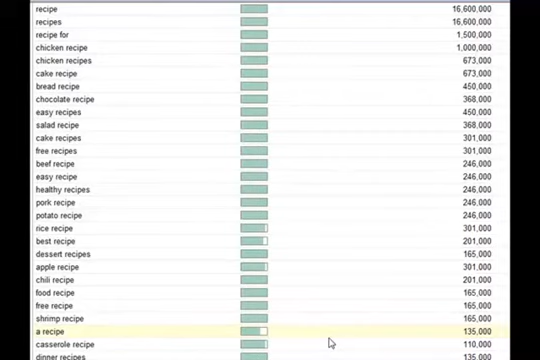 recipe 16,600,000
recipes 16,600,000
recipe for 1,500,000
chicken recipe 1,000,000
chicken recipes 673,000
cake recipe 673,000
bread recipe 450,000
chocolate recipe 368,000
easy recipes 450,000
salad recipe 368,000
cake recipes 301,000
free recipes 301,000
beef recipe 246,000
easy recipe 246,000
healthy recipes 246,000
pork recipe 246,000
potato recipe 246,000
rice recipe 301,000
best recipe 201,000
dessert recipes 165,000
apple recipe 301,000
chili recipe 201,000
food recipe 165,000
free recipe 165,000
shrimp recipe 165,000
a recipe 135,000
casserole recipe 110,000
dinner recipes 135,000